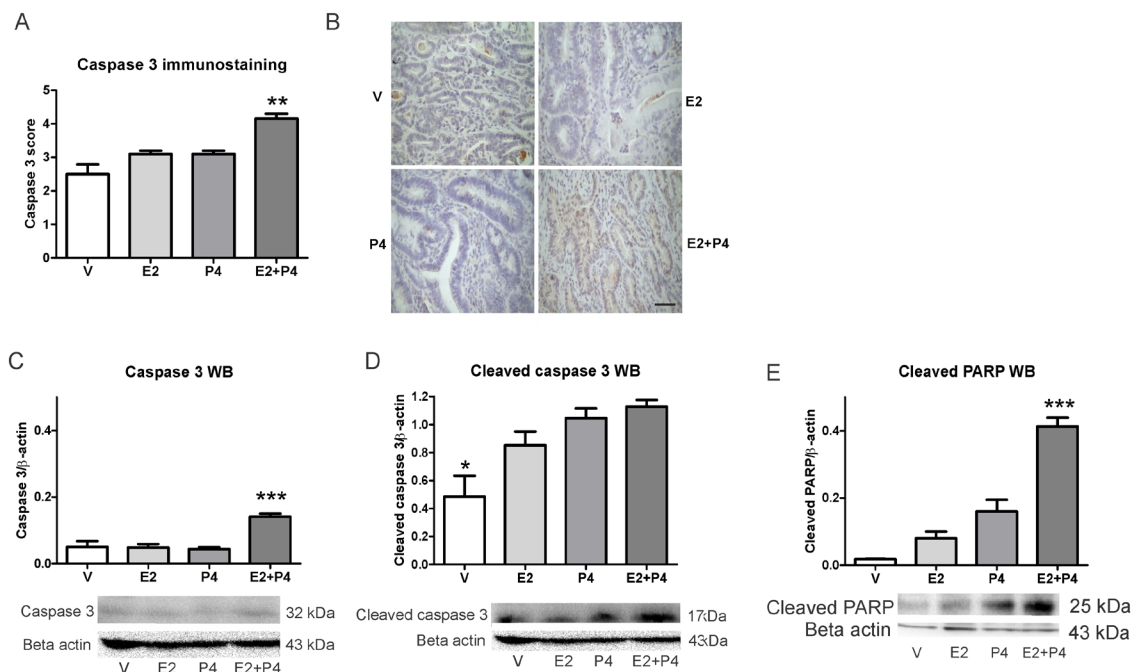 A
Caspase 3 immunostaining
Caspase 3 score
5
4
3
2
1
0
**
V
E2
P4
E2+P4
B
V
E2
P4
E2+P4
C
Caspase 3 WB
Caspase 3/β-actin
0.4
0.2
0.0
***
V
E2
P4
E2+P4
Caspase 3
32 kDa
Beta actin
43 kDa
V E2 P4 E2+P4
D
Cleaved caspase 3 WB
Cleaved caspase 3/β-actin
1.2
1.0
0.8
0.6
0.4
0.2
0.0
*
V
E2
P4
E2+P4
Cleaved caspase 3
17kDa
Beta actin
43kDa
V E2 P4 E2+P4
E
Cleaved PARP WB
Cleaved PARP/β-actin
0.4
0.2
0.0
***
V
E2
P4
E2+P4
Cleaved PARP
25 kDa
Beta actin
43 kDa
V E2 P4 E2+P4